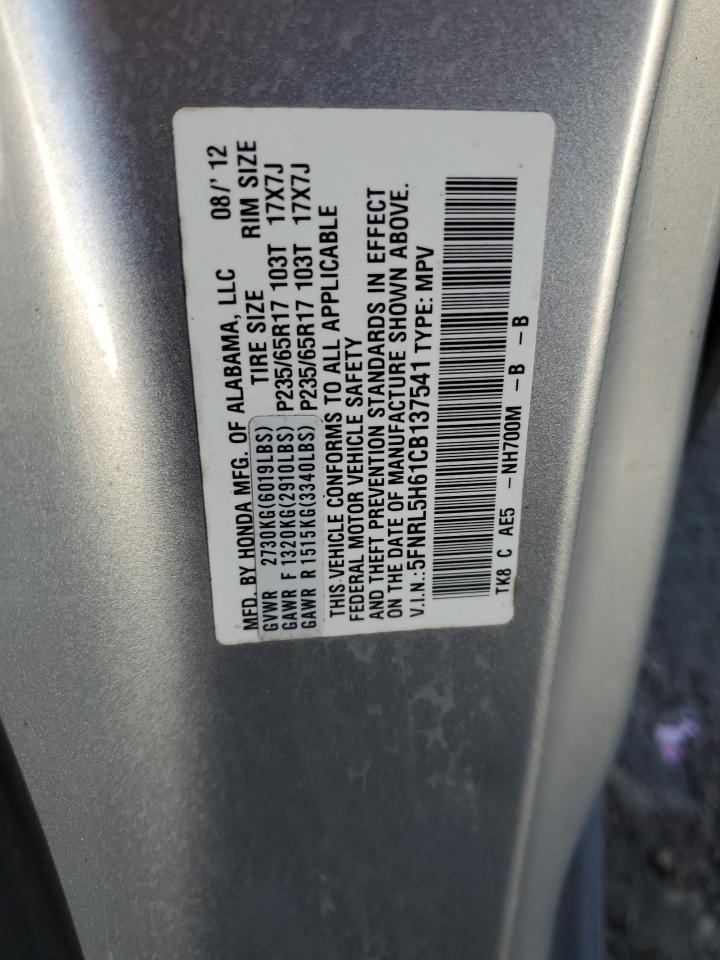 MFD. BY HONDA MFG. OF ALABAMA, LLC 08/'12
GVWR 2730KG(6019LBS) TIRE SIZE RIM SIZE
GAWR F 1320KG(2910LBS) P235/65R17 103T 17X7J
GAWR R 1515KG(3340LBS) P235/65R17 103T 17X7J
THIS VEHICLE CONFORMS TO ALL APPLICABLE
FEDERAL MOTOR VEHICLE SAFETY
AND THEFT PREVENTION STANDARDS IN EFFECT
ON THE DATE OF MANUFACTURE SHOWN ABOVE.
V.I.N.:5FNRL5H61CB137541 TYPE: MPV
TK8 C AE5 -NH700M -B -B